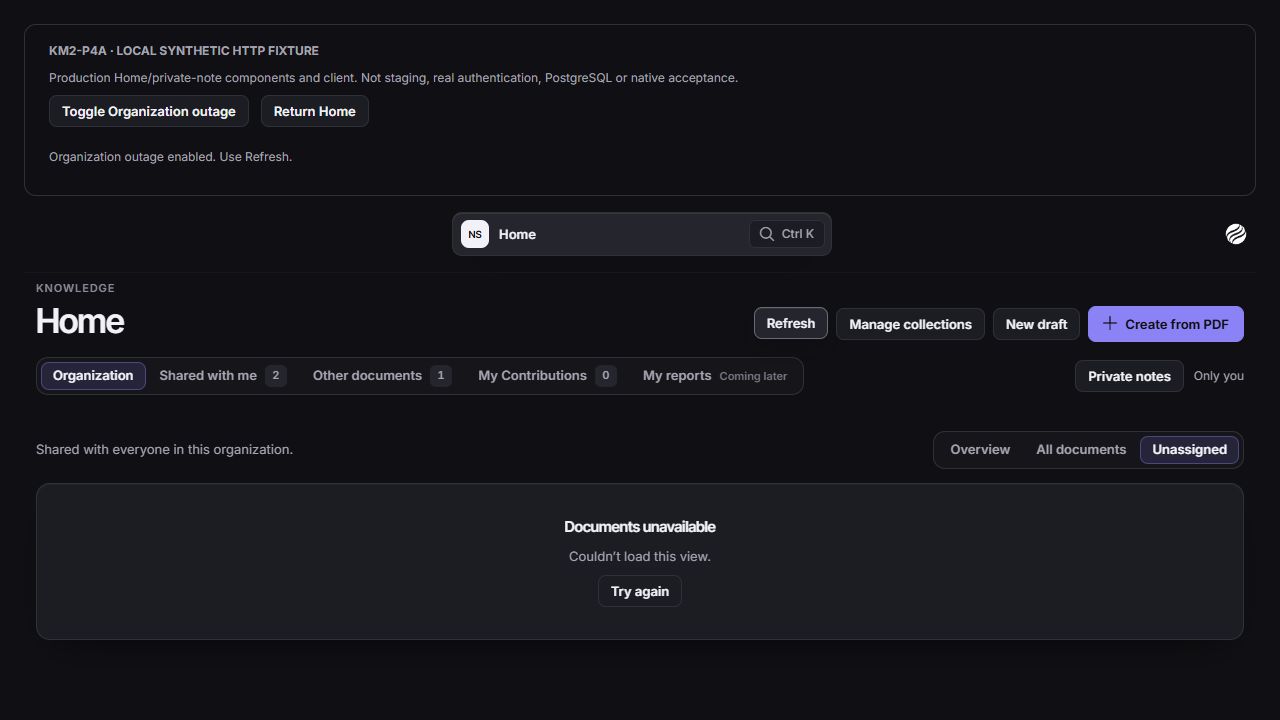 KM2-P4A · LOCAL SYNTHETIC HTTP FIXTURE
Production Home/private-note components and client. Not staging, real authentication, PostgreSQL or native acceptance.
Toggle Organization outage
Return Home
Organization outage enabled. Use Refresh.
NS
Home
Ctrl K
KNOWLEDGE
Home
Refresh
Manage collections
New draft
Create from PDF
Organization
Shared with me 2
Other documents 1
My Contributions 0
My reports Coming later
Private notes
Only you
Shared with everyone in this organization.
Overview
All documents
Unassigned
Documents unavailable
Couldn’t load this view.
Try again